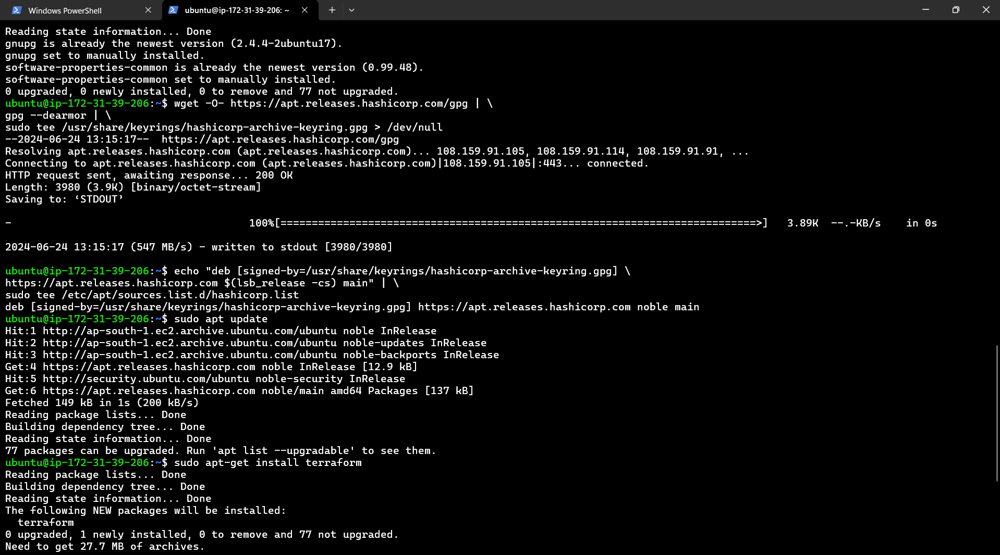 Windows PowerShell
ubuntu@ip-172-31-39-206: ~
Reading state information... Done
gnupg is already the newest version (2.4.4-2ubuntu17).
gnupg set to manually installed.
software-properties-common is already the newest version (0.99.48).
software-properties-common set to manually installed.
0 upgraded, 0 newly installed, 0 to remove and 77 not upgraded.
ubuntu@ip-172-31-39-206:~$ wget -O- https://apt.releases.hashicorp.com/gpg | \
gpg --dearmor | \
sudo tee /usr/share/keyrings/hashicorp-archive-keyring.gpg > /dev/null
--2024-06-24 13:15:17--  https://apt.releases.hashicorp.com/gpg
Resolving apt.releases.hashicorp.com (apt.releases.hashicorp.com)... 108.159.91.105, 108.159.91.114, 108.159.91.91, ...
Connecting to apt.releases.hashicorp.com (apt.releases.hashicorp.com)|108.159.91.105|:443... connected.
HTTP request sent, awaiting response... 200 OK
Length: 3980 (3.9K) [binary/octet-stream]
Saving to: ‘STDOUT’
-                                      100%[============================================================================>]   3.89K  --.-KB/s    in 0s
2024-06-24 13:15:17 (547 MB/s) - written to stdout [3980/3980]
ubuntu@ip-172-31-39-206:~$ echo "deb [signed-by=/usr/share/keyrings/hashicorp-archive-keyring.gpg] \
https://apt.releases.hashicorp.com $(lsb_release -cs) main" | \
sudo tee /etc/apt/sources.list.d/hashicorp.list
deb [signed-by=/usr/share/keyrings/hashicorp-archive-keyring.gpg] https://apt.releases.hashicorp.com noble main
ubuntu@ip-172-31-39-206:~$ sudo apt update
Hit:1 http://ap-south-1.ec2.archive.ubuntu.com/ubuntu noble InRelease
Hit:2 http://ap-south-1.ec2.archive.ubuntu.com/ubuntu noble-updates InRelease
Hit:3 http://ap-south-1.ec2.archive.ubuntu.com/ubuntu noble-backports InRelease
Get:4 https://apt.releases.hashicorp.com noble InRelease [12.9 kB]
Hit:5 http://security.ubuntu.com/ubuntu noble-security InRelease
Get:6 https://apt.releases.hashicorp.com noble/main amd64 Packages [137 kB]
Fetched 149 kB in 1s (200 kB/s)
Reading package lists... Done
Building dependency tree... Done
Reading state information... Done
77 packages can be upgraded. Run 'apt list --upgradable' to see them.
ubuntu@ip-172-31-39-206:~$ sudo apt-get install terraform
Reading package lists... Done
Building dependency tree... Done
Reading state information... Done
The following NEW packages will be installed:
  terraform
0 upgraded, 1 newly installed, 0 to remove and 77 not upgraded.
Need to get 27.7 MB of archives.